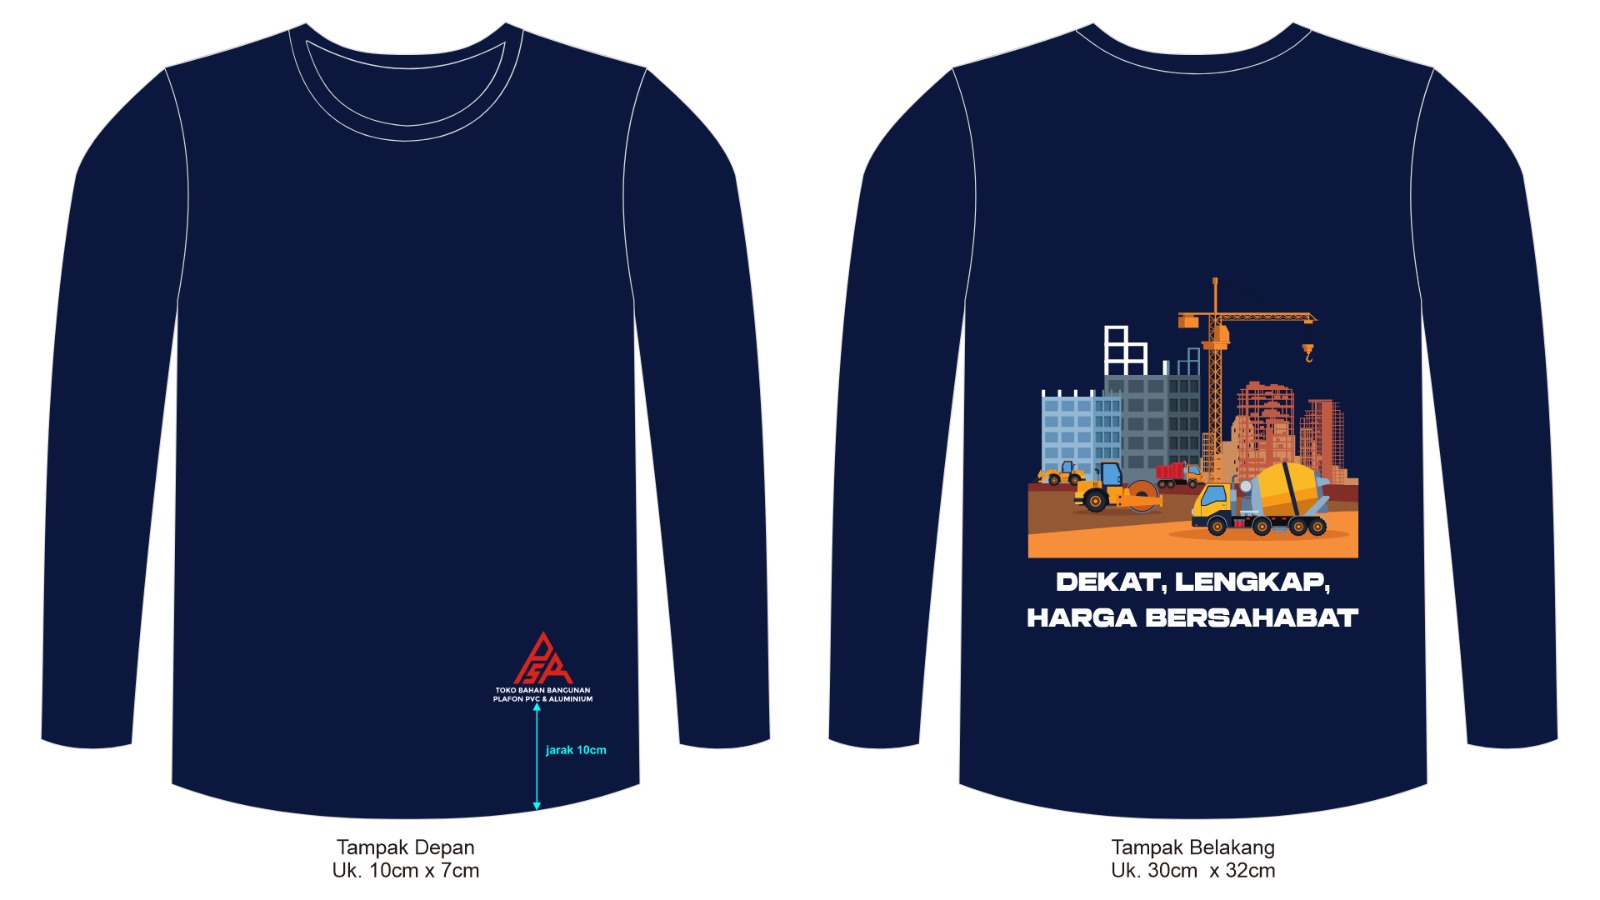 PSA
TOKO BAHAN BANGUNAN
PLAFON PVC & ALUMINIUM
jarak 10cm
Tampak Depan
Uk. 10cm x 7cm
DEKAT, LENGKAP,
HARGA BERSAHABAT
Tampak Belakang
Uk. 30cm  x 32cm